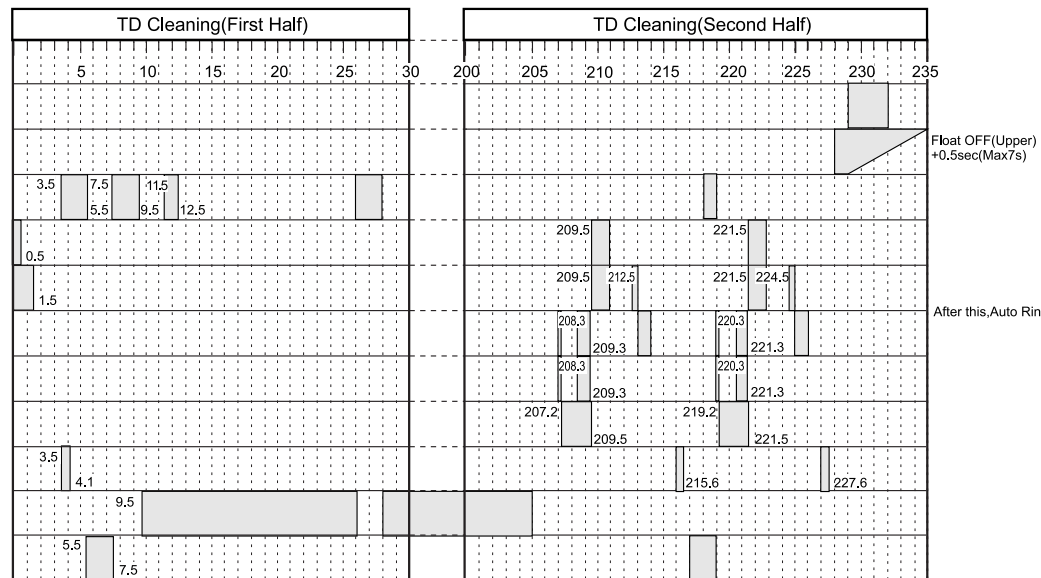 TD Cleaning(First Half) TD Cleaning(Second Half)
5 10 15 20 25 30 200 205 210 215 220 225 230 235
Float OFF(Upper)
+0.5sec(Max7s)
3.5 7.5 11.5
5.5 9.5 12.5
209.5 221.5
0.5
209.5 212.5 221.5 224.5
1.5
After this,Auto Rin
208.3 220.3
209.3 221.3
208.3 220.3
209.3 221.3
207.2 219.2
209.5 221.5
3.5
4.1 215.6 227.6
9.5
5.5
7.5